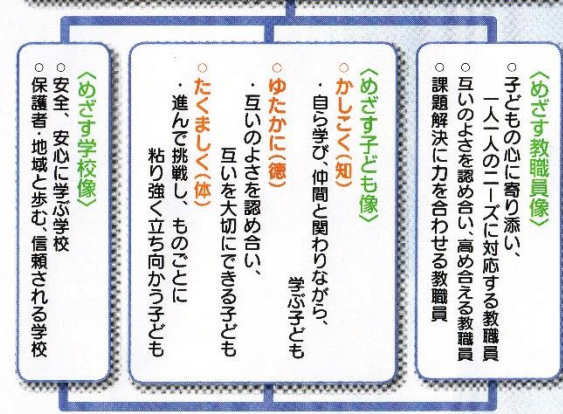 〈めざす教職員像〉
○子どもの心に寄り添い、
一人一人のニーズに対応する教職員
○互いのよさを認め合い、高め合える教職員
○課題解決に力を合わせる教職員
〈めざす子ども像〉
○かしこく(知)
・自ら学び、仲間と関わりながら、
学ぶ子ども
○ゆたかに(徳)
・互いのよさを認め合い、
互いを大切にできる子ども
○たくましく(体)
・進んで挑戦し、ものごとに
粘り強く立ち向かう子ども
〈めざす学校像〉
○安全、安心に学ぶ学校
○保護者・地域と歩む、信頼される学校